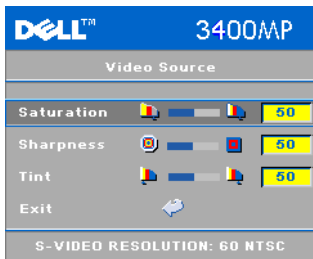 DELL™ 3400MP
Video Source
Saturation 50
Sharpness 50
Tint 50
Exit
S-VIDEO RESOLUTION: 60 NTSC